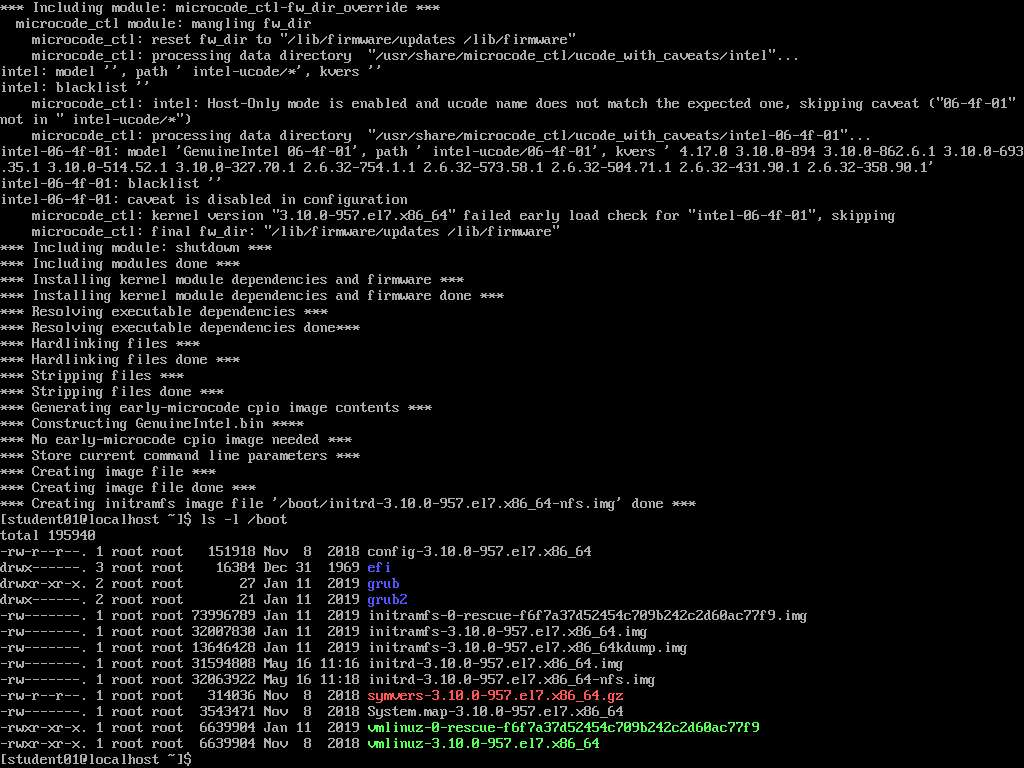 *** Including module: microcode_ctl-fw_dir_override ***
  microcode_ctl module: mangling fw_dir
    microcode_ctl: reset fw_dir to "/lib/firmware/updates /lib/firmware"
    microcode_ctl: processing data directory  "/usr/share/microcode_ctl/ucode_with_caveats/intel"...
intel: model '', path ' intel-ucode/*', kvers ''
intel: blacklist ''
    microcode_ctl: intel: Host-Only mode is enabled and ucode name does not match the expected one, skipping caveat ("06-4f-01"
not in " intel-ucode/*")
    microcode_ctl: processing data directory  "/usr/share/microcode_ctl/ucode_with_caveats/intel-06-4f-01"...
intel-06-4f-01: model 'GenuineIntel 06-4f-01', path ' intel-ucode/06-4f-01', kvers ' 4.17.0 3.10.0-894 3.10.0-862.6.1 3.10.0-693
.35.1 3.10.0-514.52.1 3.10.0-327.70.1 2.6.32-754.1.1 2.6.32-573.58.1 2.6.32-504.71.1 2.6.32-431.90.1 2.6.32-358.90.1'
intel-06-4f-01: blacklist ''
intel-06-4f-01: caveat is disabled in configuration
    microcode_ctl: kernel version "3.10.0-957.el7.x86_64" failed early load check for "intel-06-4f-01", skipping
    microcode_ctl: final fw_dir: "/lib/firmware/updates /lib/firmware"
*** Including module: shutdown ***
*** Including modules done ***
*** Installing kernel module dependencies and firmware ***
*** Installing kernel module dependencies and firmware done ***
*** Resolving executable dependencies ***
*** Resolving executable dependencies done***
*** Hardlinking files ***
*** Hardlinking files done ***
*** Stripping files ***
*** Stripping files done ***
*** Generating early-microcode cpio image contents ***
*** Constructing GenuineIntel.bin ****
*** No early-microcode cpio image needed ***
*** Store current command line parameters ***
*** Creating image file ***
*** Creating image file done ***
*** Creating initramfs image file '/boot/initrd-3.10.0-957.el7.x86_64-nfs.img' done ***
[student01@localhost ~]$ ls -l /boot
total 195940
-rw-r--r--. 1 root root   151918 Nov  8  2018 config-3.10.0-957.el7.x86_64
drwx------. 3 root root    16384 Dec 31  1969 efi
drwxr-xr-x. 2 root root       27 Jan 11  2019 grub
drwx------. 2 root root       21 Jan 11  2019 grub2
-rw-------. 1 root root 73996789 Jan 11  2019 initramfs-0-rescue-f6f7a37d52454c709b242c2d60ac77f9.img
-rw-------. 1 root root 32007830 Jan 11  2019 initramfs-3.10.0-957.el7.x86_64.img
-rw-------. 1 root root 13646428 Jan 11  2019 initramfs-3.10.0-957.el7.x86_64kdump.img
-rw-------. 1 root root 31594808 May 16 11:16 initrd-3.10.0-957.el7.x86_64.img
-rw-------. 1 root root 32063922 May 16 11:18 initrd-3.10.0-957.el7.x86_64-nfs.img
-rw-r--r--. 1 root root   314036 Nov  8  2018 symvers-3.10.0-957.el7.x86_64.gz
-rw-------. 1 root root  3543471 Nov  8  2018 System.map-3.10.0-957.el7.x86_64
-rwxr-xr-x. 1 root root  6639904 Jan 11  2019 vmlinuz-0-rescue-f6f7a37d52454c709b242c2d60ac77f9
-rwxr-xr-x. 1 root root  6639904 Nov  8  2018 vmlinuz-3.10.0-957.el7.x86_64
[student01@localhost ~]$